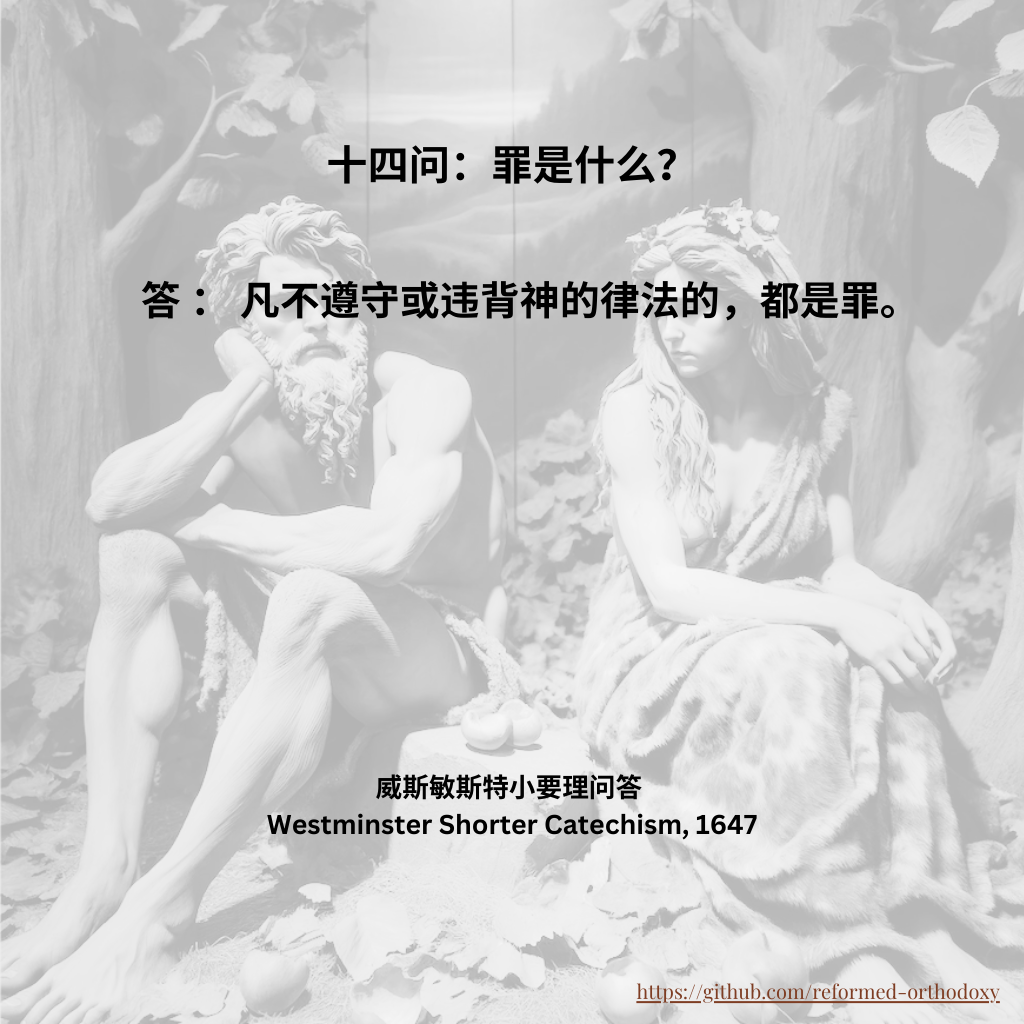 十四问：罪是什么？
答： 凡不遵守或违背神的律法的，都是罪。
威斯敏斯特小要理问答
Westminster Shorter Catechism, 1647
https://github.com/reformed-orthodoxy